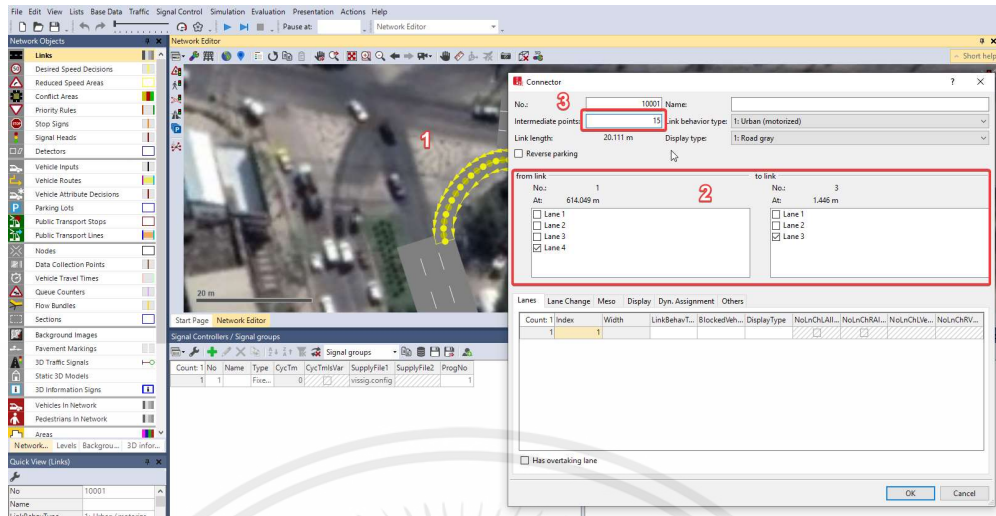 File Edit View Lists Base Data Traffic Signal Control Simulation Evaluation Presentation Actions Help
Pause at: Network Editor
Network Objects
Links
Desired Speed Decisions
Reduced Speed Areas
Conflict Areas
Priority Rules
Stop Signs
Signal Heads
Detectors
Vehicle Inputs
Vehicle Routes
Vehicle Attribute Decisions
Parking Lots
Public Transport Stops
Public Transport Lines
Nodes
Data Collection Points
Vehicle Travel Times
Queue Counters
Flow Bundles
Sections
Background Images
Pavement Markings
3D Traffic Signals
Static 3D Models
3D Information Signs
Vehicles In Network
Pedestrians In Network
Areas
Network... Levels Backgrou... 3D infor...
Quick View (Links)
No 10001
Name
Network Editor
Short help
1
20 m
Start Page Network Editor
Signal Controllers / Signal groups
Signal groups
Count: 1 No Name Type CycTm CycTmIsVar SupplyFile1 SupplyFile2 ProgNo
1 1 Fixe... 0 vissig.config 1
Connector ? X
3
No.: 10001 Name:
Intermediate points: 15 Link behavior type: 1: Urban (motorized)
Link length: 20.111 m Display type: 1: Road gray
Reverse parking
2
from link
No.: 1
At: 614.049 m
Lane 1
Lane 2
Lane 3
Lane 4
to link
No.: 3
At: 1.446 m
Lane 1
Lane 2
Lane 3
Lanes Lane Change Meso Display Dyn. Assignment Others
Count: 1 Index Width LinkBehavT... BlockedVeh... DisplayType NoLnChLAll... NoLnChRAll... NoLnChLVe... NoLnChRV...
1 1
Has overtaking lane
OK Cancel